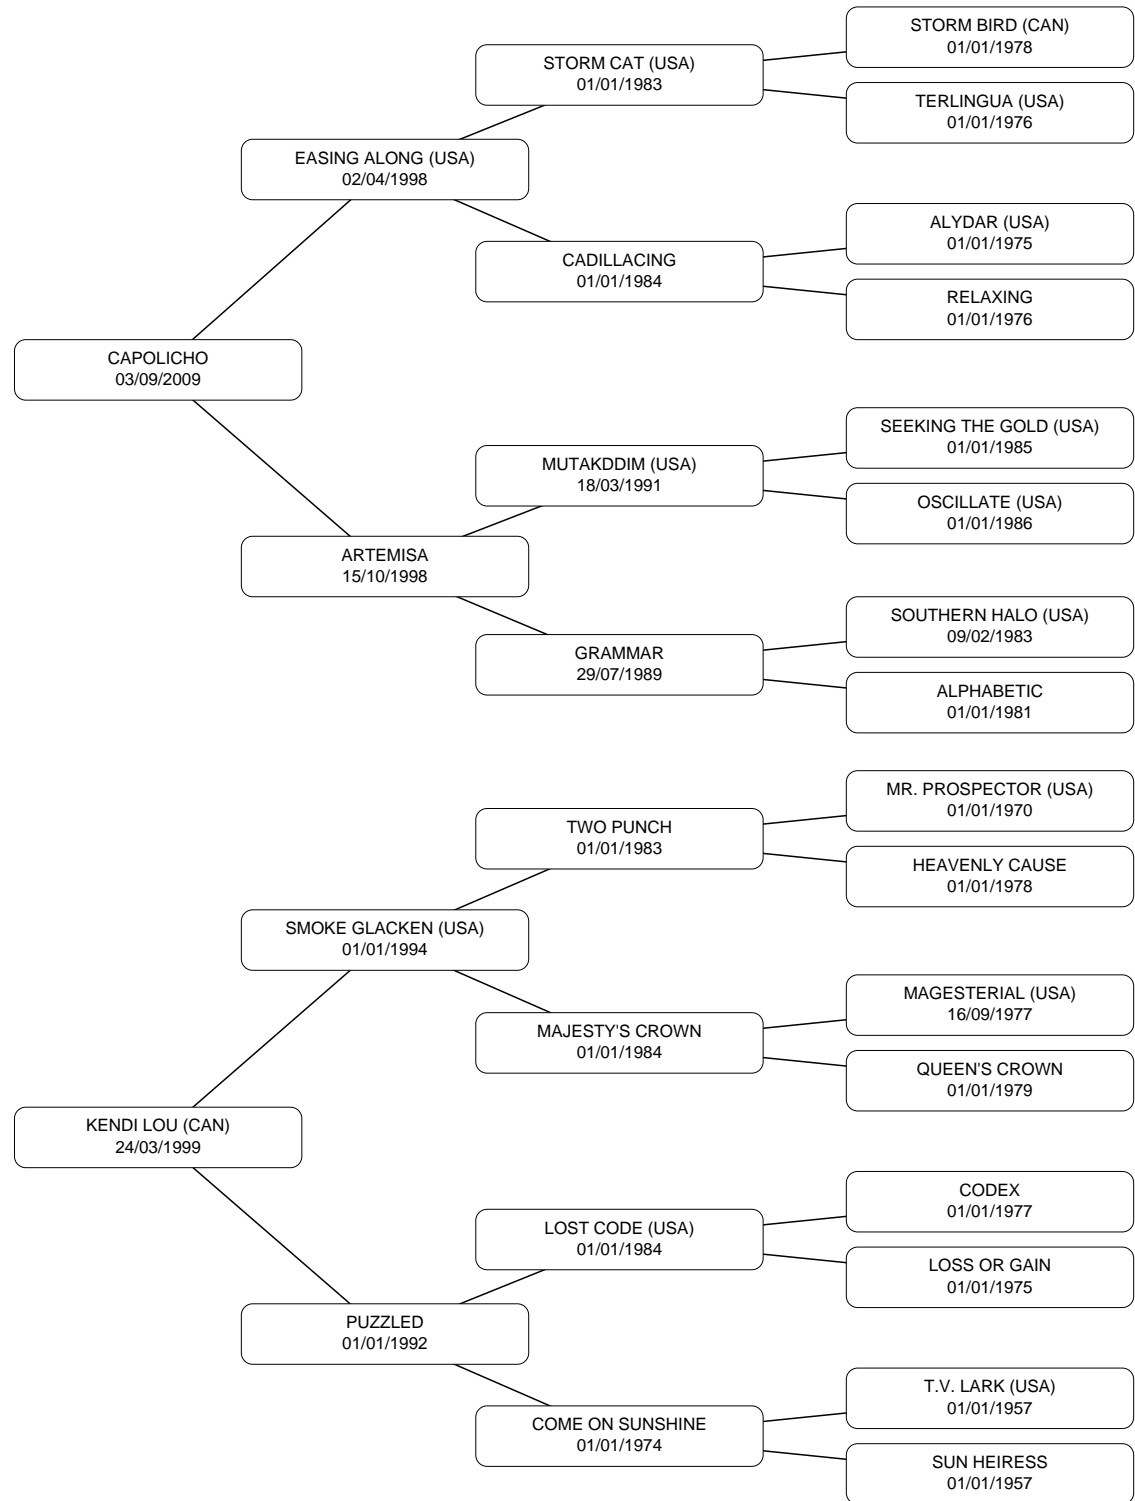 STORM BIRD (CAN)
01/01/1978
STORM CAT (USA)
01/01/1983
TERLINGUA (USA)
01/01/1976
EASING ALONG (USA)
02/04/1998
ALYDAR (USA)
01/01/1975
CADILLACING
01/01/1984
RELAXING
01/01/1976
CAPOLICHO
03/09/2009
SEEKING THE GOLD (USA)
01/01/1985
MUTAKDDIM (USA)
18/03/1991
OSCILLATE (USA)
01/01/1986
ARTEMISA
15/10/1998
SOUTHERN HALO (USA)
09/02/1983
GRAMMAR
29/07/1989
ALPHABETIC
01/01/1981
MR. PROSPECTOR (USA)
01/01/1970
TWO PUNCH
01/01/1983
HEAVENLY CAUSE
01/01/1978
SMOKE GLACKEN (USA)
01/01/1994
MAGESTERIAL (USA)
16/09/1977
MAJESTY'S CROWN
01/01/1984
QUEEN'S CROWN
01/01/1979
KENDI LOU (CAN)
24/03/1999
CODEX
01/01/1977
LOST CODE (USA)
01/01/1984
LOSS OR GAIN
01/01/1975
PUZZLED
01/01/1992
T.V. LARK (USA)
01/01/1957
COME ON SUNSHINE
01/01/1974
SUN HEIRESS
01/01/1957